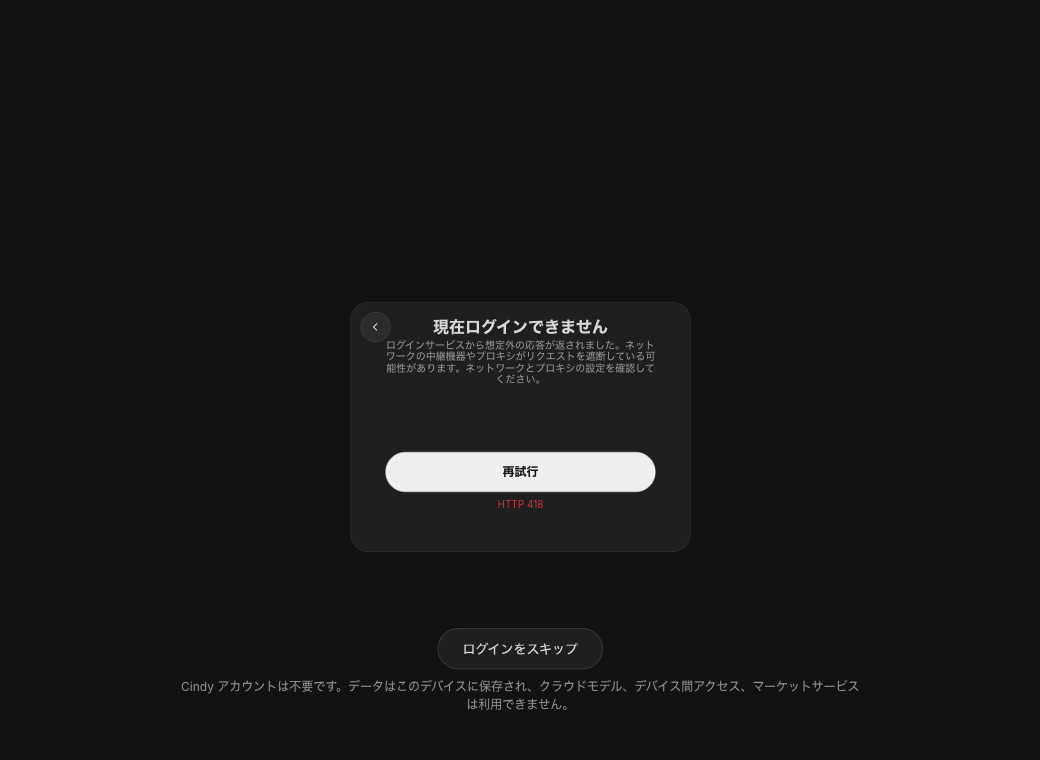 現在ログインできません
ログインサービスから想定外の応答が返されました。ネット
ワークの中継機器やプロキシがリクエストを遮断している可
能性があります。ネットワークとプロキシの設定を確認して
ください。
再試行
HTTP 418
ログインをスキップ
Cindy アカウントは不要です。データはこのデバイスに保存され、クラウドモデル、デバイス間アクセス、マーケットサービス
は利用できません。